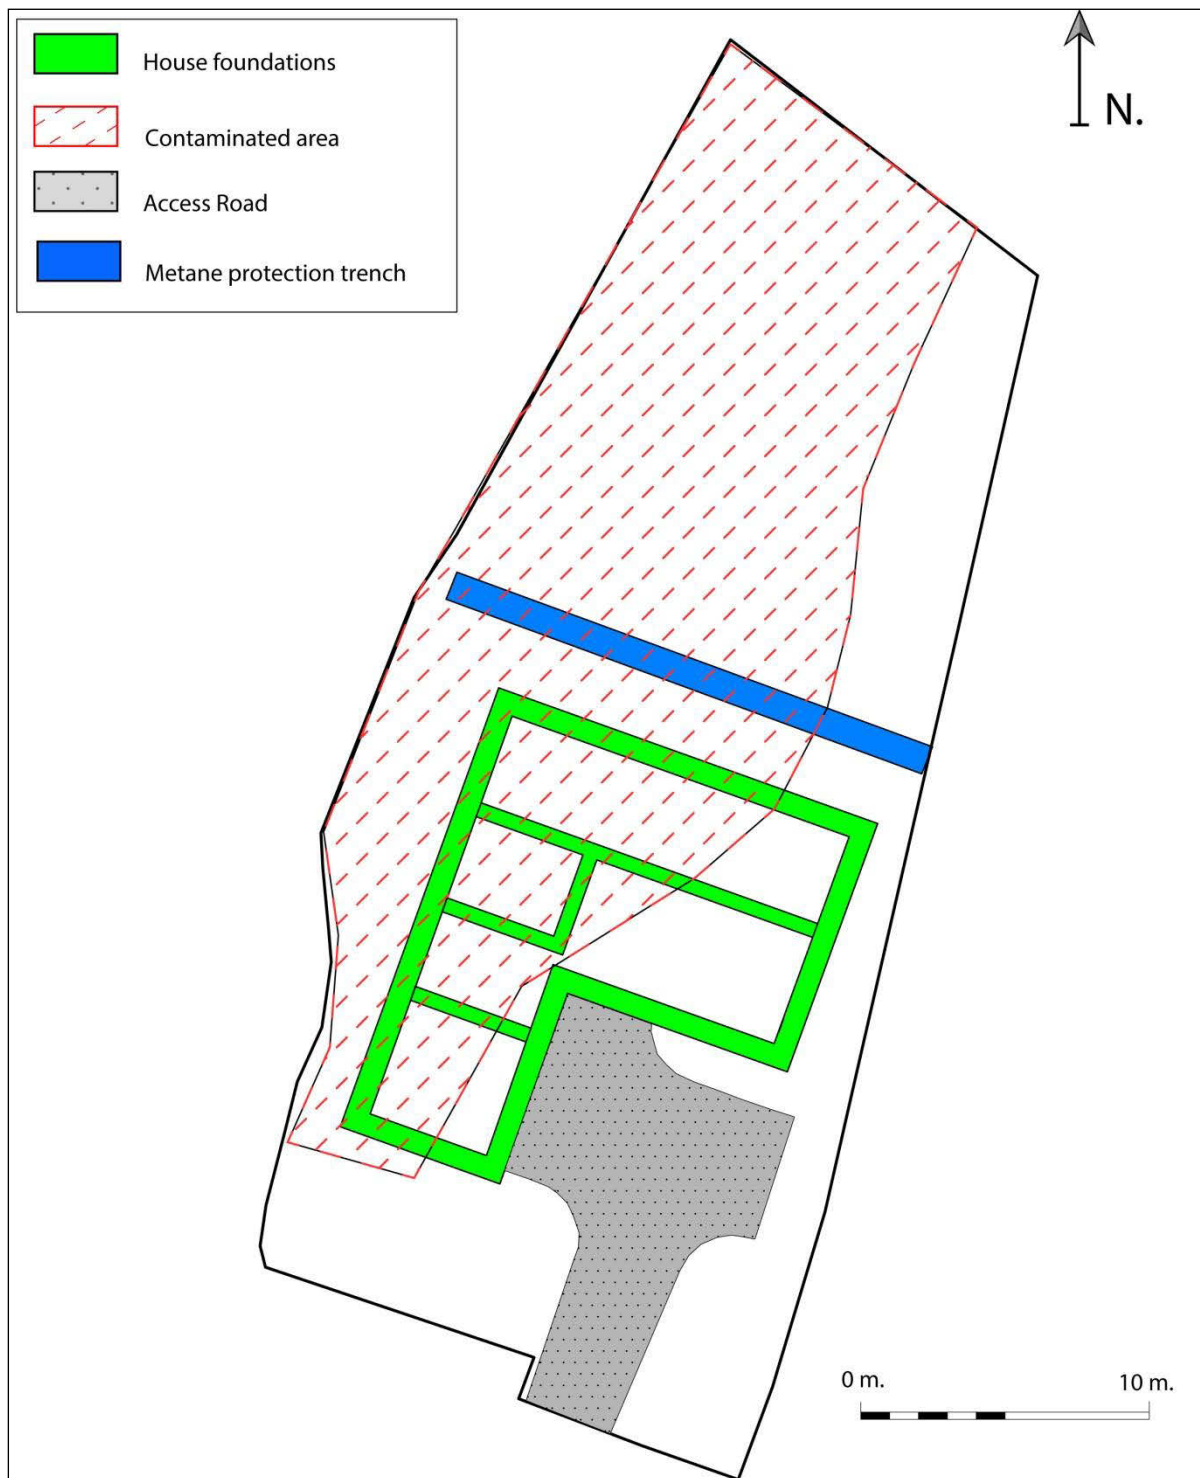 House foundations
Contaminated area
Access Road
Metane protection trench
N.
0 m.
10 m.